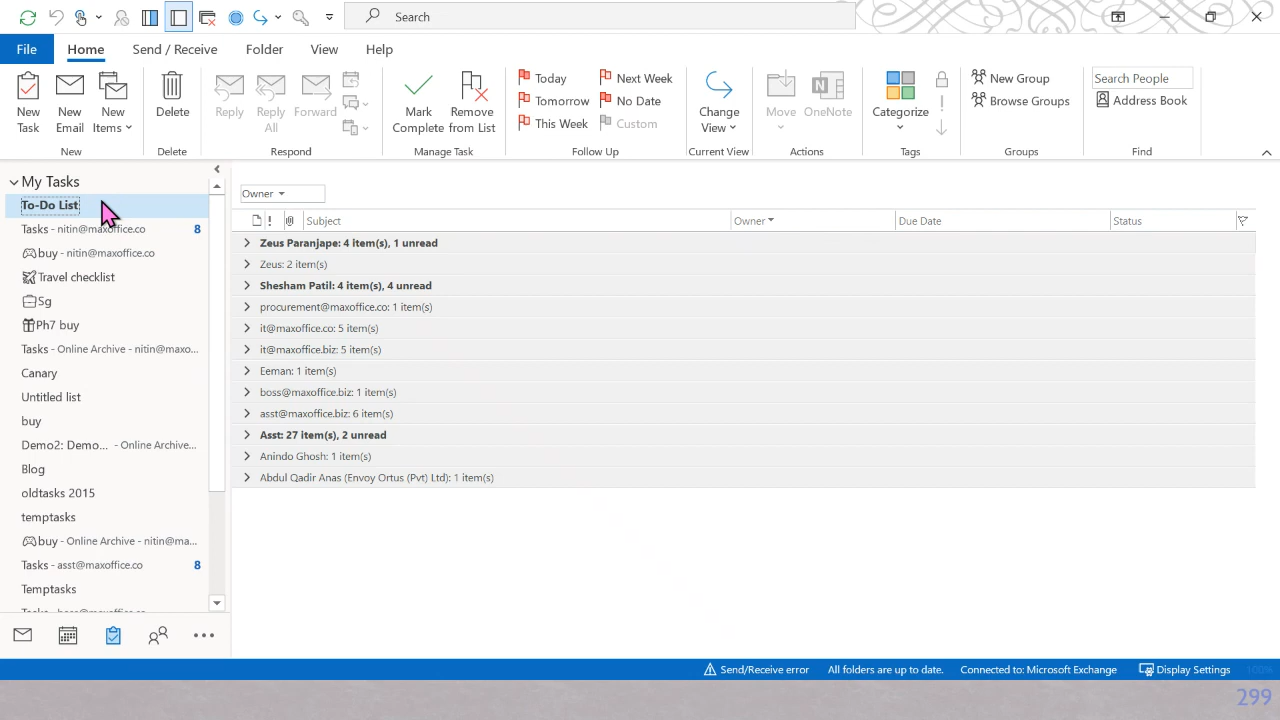 Search
File
Home
Send / Receive
Folder
View
Help
New Task
New Email
New Items
Delete
Reply
Reply All
Forward
Mark Complete
Remove from List
Today
Tomorrow
This Week
Next Week
No Date
Custom
Change View
Move
OneNote
Categorize
New Group
Browse Groups
Search People
Address Book
New
Delete
Respond
Manage Task
Follow Up
Current View
Actions
Tags
Groups
Find
My Tasks
To-Do List
Tasks - nitin@maxoffice.co 8
buy - nitin@maxoffice.co
Travel checklist
Sg
Ph7 buy
Tasks - Online Archive - nitin@maxo...
Canary
Untitled list
buy
Demo2: Demo... - Online Archive...
Blog
oldtasks 2015
temptasks
buy - Online Archive - nitin@ma...
Tasks - asst@maxoffice.co 8
Temptasks
Tasks - boss@maxoffice.co
Owner
Subject Owner Due Date Status
Zeus Paranjape: 4 item(s), 1 unread
Zeus: 2 item(s)
Shesham Patil: 4 item(s), 4 unread
procurement@maxoffice.co: 1 item(s)
it@maxoffice.co: 5 item(s)
it@maxoffice.biz: 5 item(s)
Eeman: 1 item(s)
boss@maxoffice.biz: 1 item(s)
asst@maxoffice.biz: 6 item(s)
Asst: 27 item(s), 2 unread
Anindo Ghosh: 1 item(s)
Abdul Qadir Anas (Envoy Ortus (Pvt) Ltd): 1 item(s)
Send/Receive error All folders are up to date. Connected to: Microsoft Exchange Display Settings 100%
299